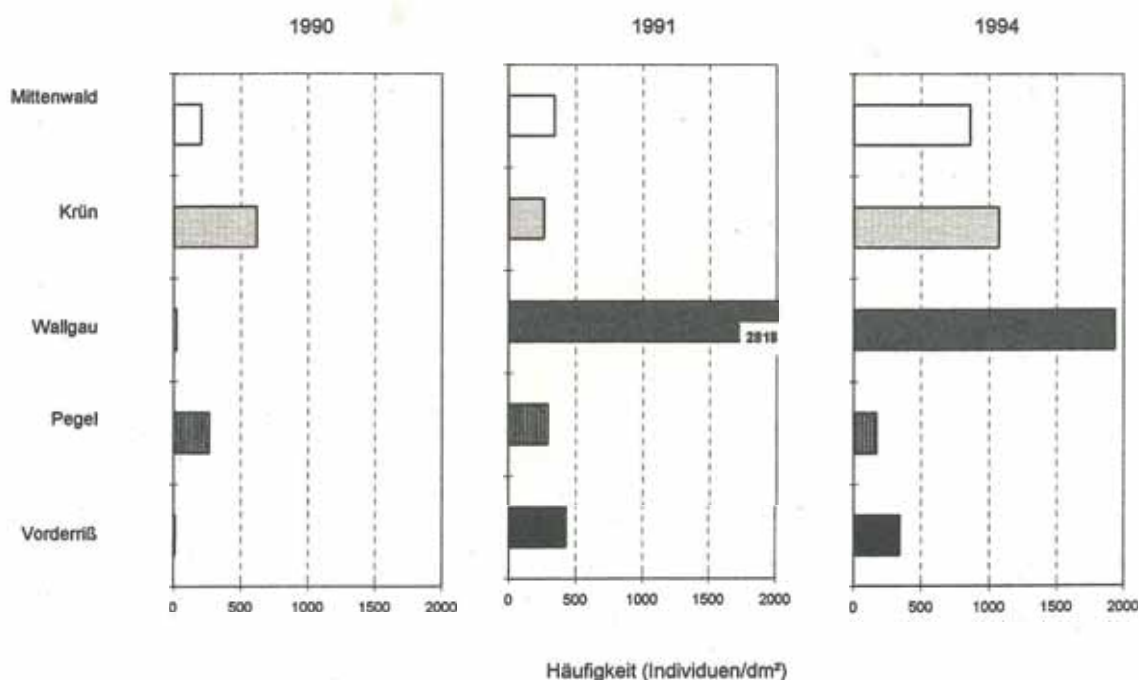 1990 1991 1994
Mittenwald
Krün
Wallgau
2818
Pegel
Vorderriß
0 500 1000 1500 2000 0 500 1000 1500 2000 0 500 1000 1500 2000
Häufigkeit (Individuen/dm²)